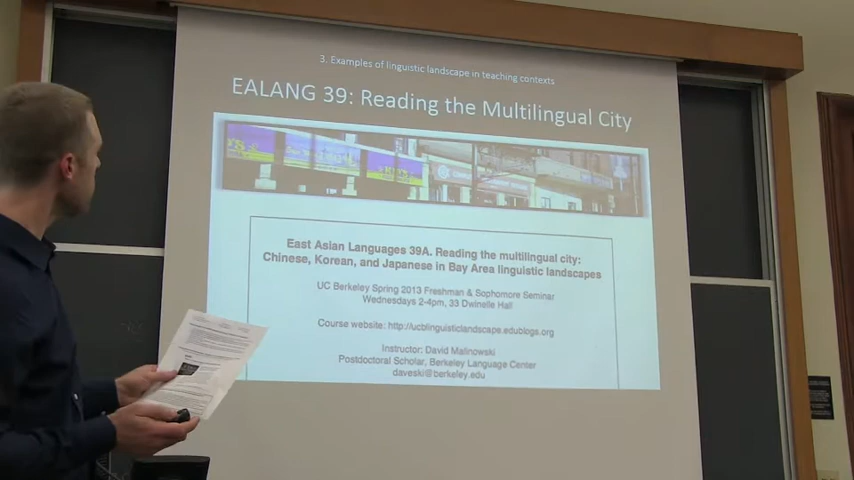 3. Examples of linguistic landscape in teaching contexts
EALANG 39: Reading the Multilingual City
East Asian Languages 39A. Reading the multilingual city:
Chinese, Korean, and Japanese in Bay Area linguistic landscapes
UC Berkeley Spring 2013 Freshman & Sophomore Seminar
Wednesdays 2-4pm, 33 Dwinelle Hall
Course website: http://ucblinguisticlandscape.edublogs.org
Instructor: David Malinowski
Postdoctoral Scholar, Berkeley Language Center
daveski@berkeley.edu